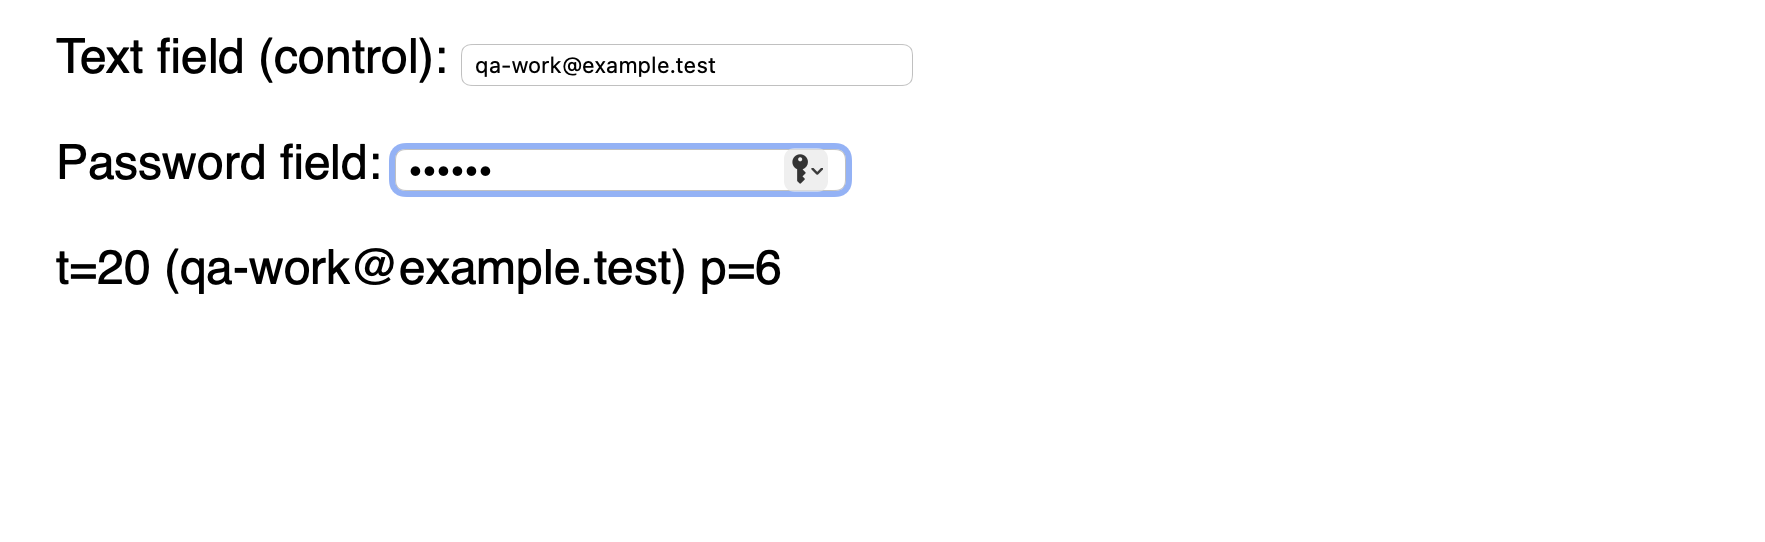 Text field (control): qa-work@example.test
Password field: ••••••
t=20 (qa-work@example.test) p=6